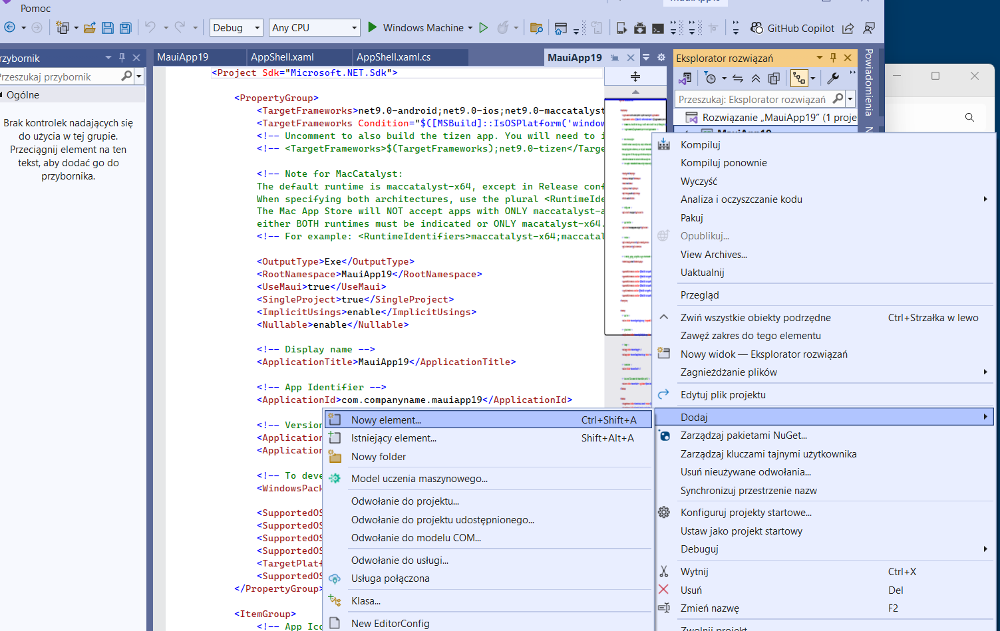 Pomoc
Debug
Any CPU
Windows Machine
GitHub Copilot
MauiApp19
AppShell.xaml
AppShell.xaml.cs
MauiApp19
Eksplorator rozwiązań
Powiadomienia
Przeszukaj: Eksplorator rozwiązań
Rozwiązanie „MauiApp19” (1 proje
MauiApp19
rzybornik
Przeszukaj przybornik
Ogólne
Brak kontrolek nadających się
do użycia w tej grupie.
Przeciągnij element na ten
tekst, aby dodać go do
przybornika.
<Project Sdk="Microsoft.NET.Sdk">
<PropertyGroup>
<TargetFrameworks>net9.0-android;net9.0-ios;net9.0-maccatalyst
<TargetFrameworks Condition="$([MSBuild]::IsOSPlatform('window
<!-- Uncomment to also build the tizen app. You will need to i
<!-- <TargetFrameworks>$(TargetFrameworks);net9.0-tizen</Targe
<!-- Note for MacCatalyst:
The default runtime is maccatalyst-x64, except in Release conf
When specifying both architectures, use the plural <RuntimeIde
The Mac App Store will NOT accept apps with ONLY maccatalyst-a
either BOTH runtimes must be indicated or ONLY macatalyst-x64.
<!-- For example: <RuntimeIdentifiers>maccatalyst-x64;maccatal
<OutputType>Exe</OutputType>
<RootNamespace>MauiApp19</RootNamespace>
<UseMaui>true</UseMaui>
<SingleProject>true</SingleProject>
<ImplicitUsings>enable</ImplicitUsings>
<Nullable>enable</Nullable>
<!-- Display name -->
<ApplicationTitle>MauiApp19</ApplicationTitle>
<!-- App Identifier -->
<ApplicationId>com.companyname.mauiapp19</ApplicationId>
<!-- Version
<Application
<Application
<!-- To deve
<WindowsPack
<SupportedOS
<SupportedOS
<SupportedOS
<SupportedOS
<TargetPlatf
<SupportedOS
</PropertyGroup>
<ItemGroup>
<!-- App Ico
Nowy element... Ctrl+Shift+A
Istniejący element... Shift+Alt+A
Nowy folder
Model uczenia maszynowego...
Odwołanie do projektu...
Odwołanie do projektu udostępnionego...
Odwołanie do modelu COM...
Odwołanie do usługi...
Usługa połączona
Klasa...
New EditorConfig
Kompiluj
Kompiluj ponownie
Wyczyść
Analiza i oczyszczanie kodu
Pakuj
Opublikuj...
View Archives...
Uaktualnij
Przegląd
Zwiń wszystkie obiekty podrzędne Ctrl+Strzałka w lewo
Zawęź zakres do tego elementu
Nowy widok — Eksplorator rozwiązań
Zagnieżdżanie plików
Edytuj plik projektu
Dodaj
Zarządzaj pakietami NuGet...
Zarządzaj kluczami tajnymi użytkownika
Usuń nieużywane odwołania...
Synchronizuj przestrzenie nazw
Konfiguruj projekty startowe...
Ustaw jako projekt startowy
Debuguj
Wytnij Ctrl+X
Usuń Del
Zmień nazwę F2
Zwolnij projekt